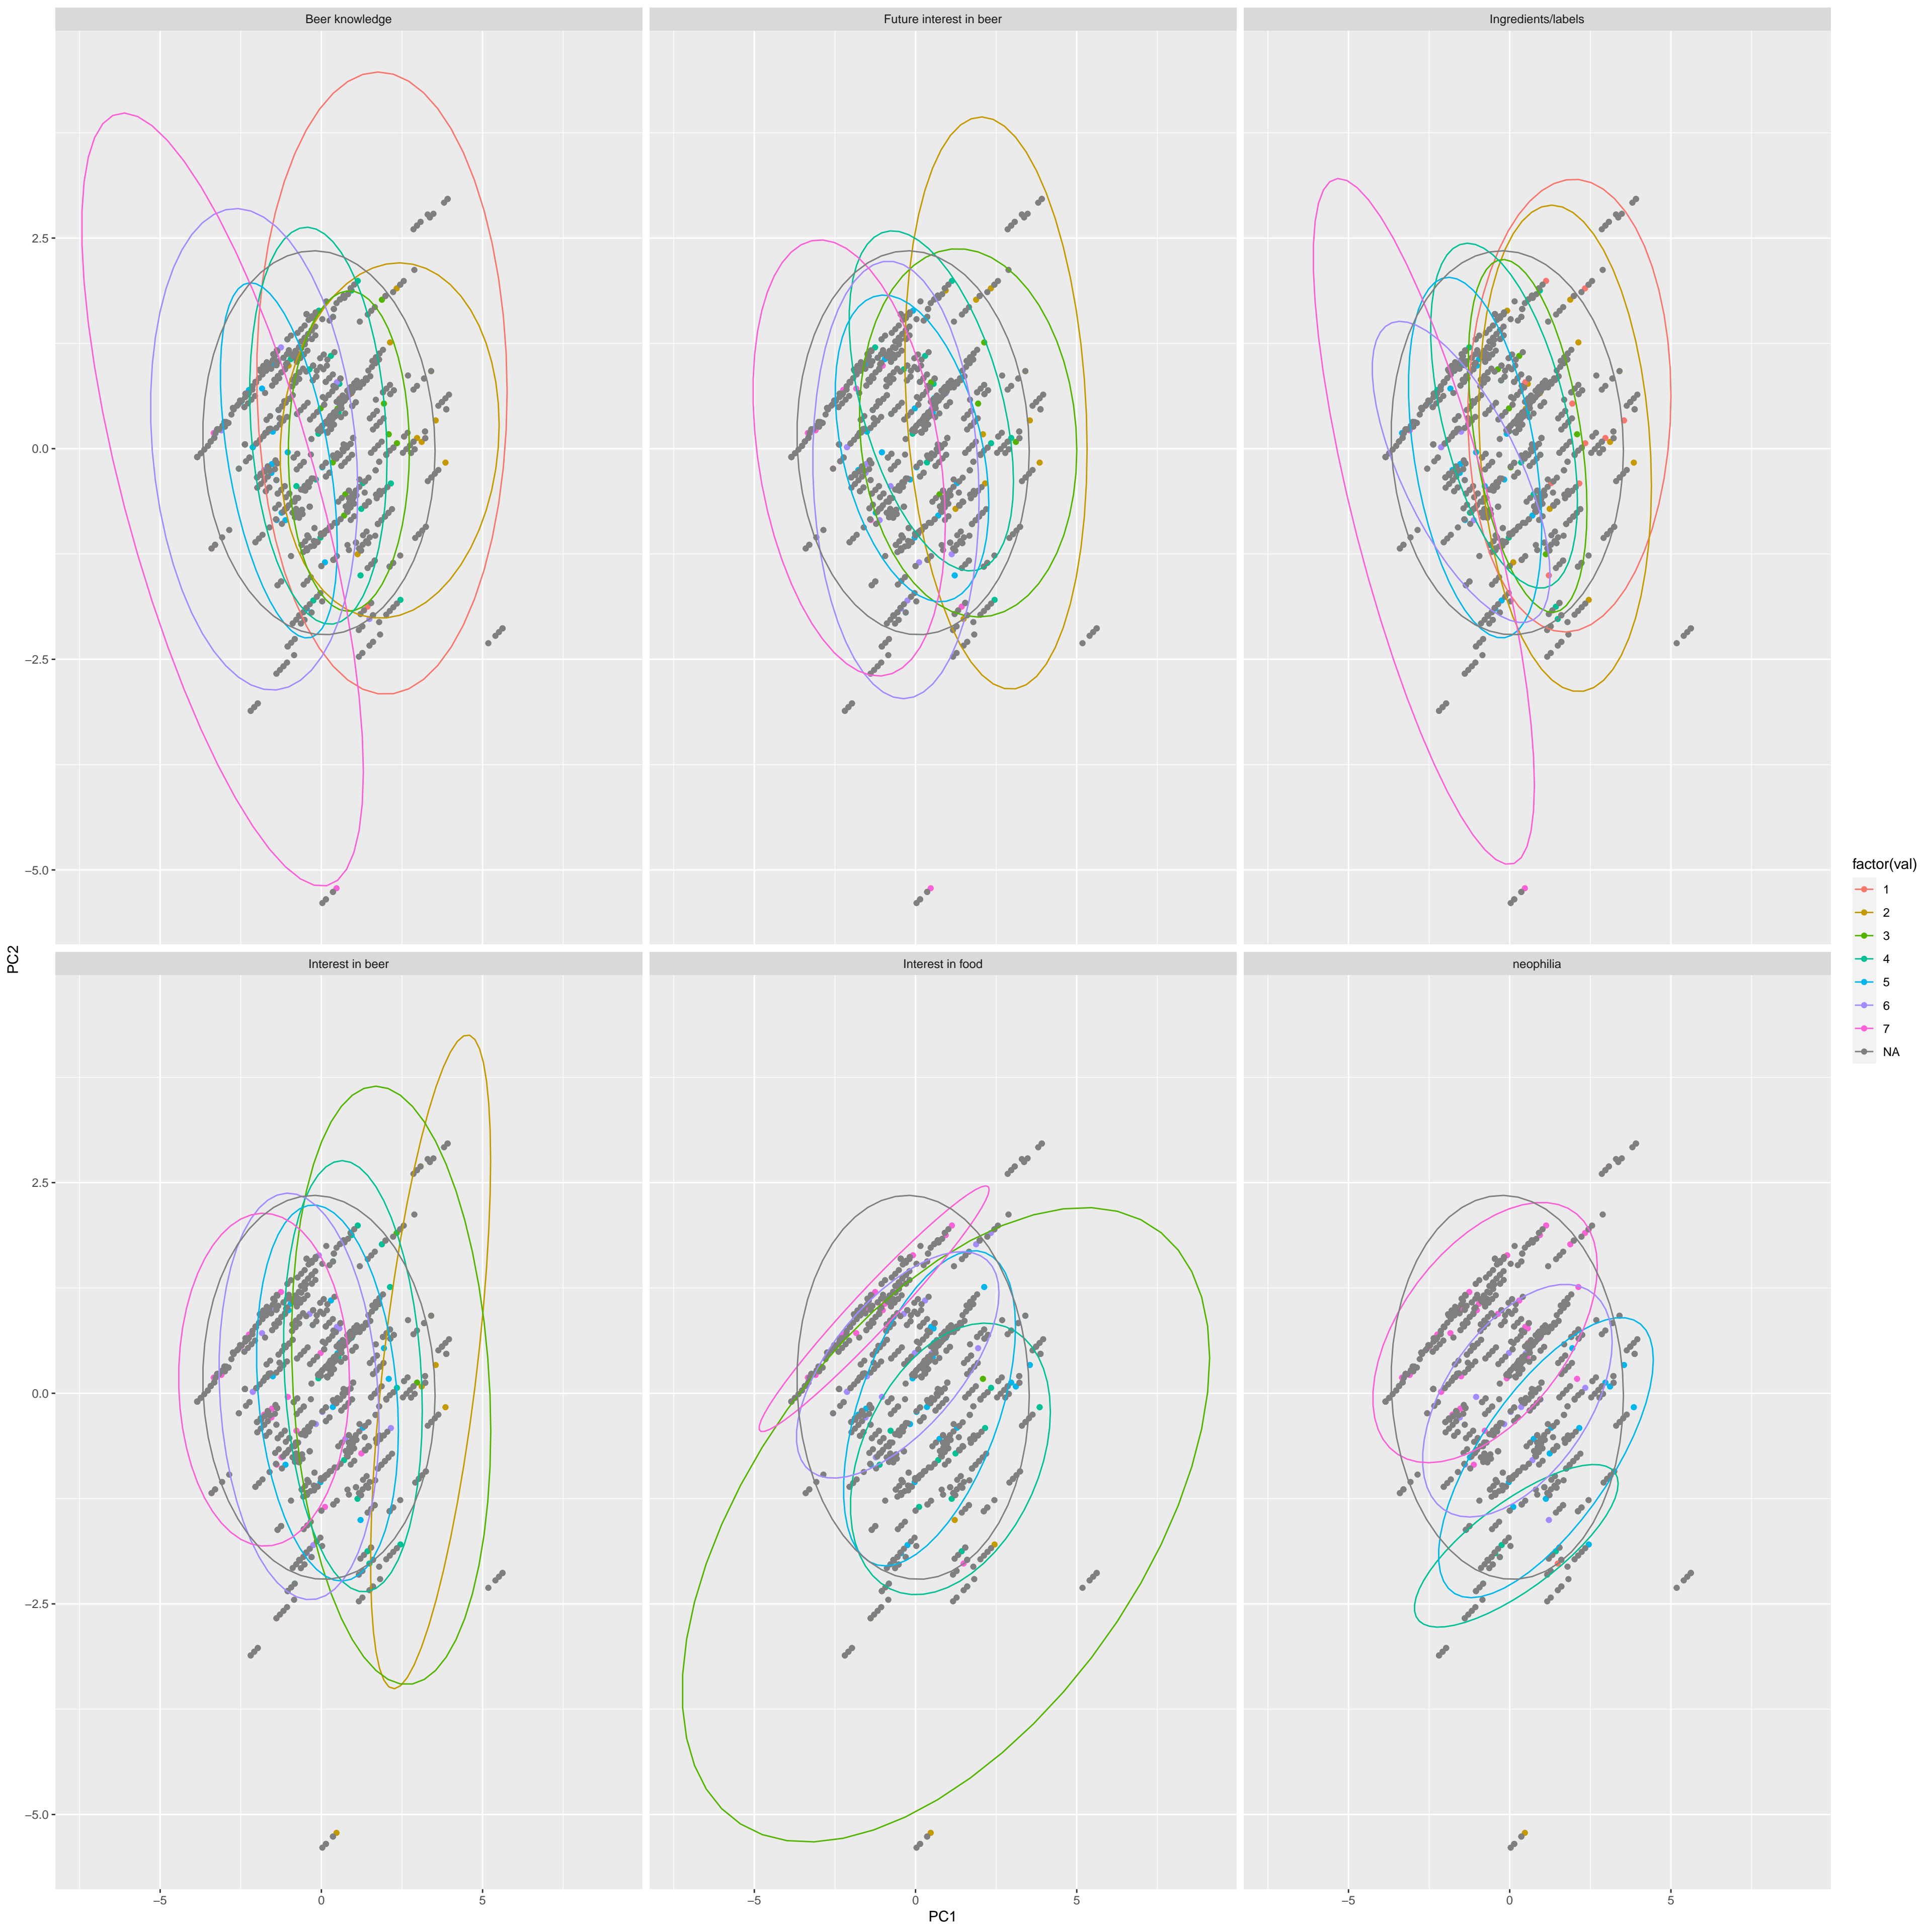 Beer knowledge
Future interest in beer
Ingredients/labels
2.5
0.0
−2.5
−5.0
PC2
Interest in beer
Interest in food
neophilia
2.5
0.0
−2.5
−5.0
−5 0 5
−5 0 5
−5 0 5
PC1
factor(val)
1
2
3
4
5
6
7
NA